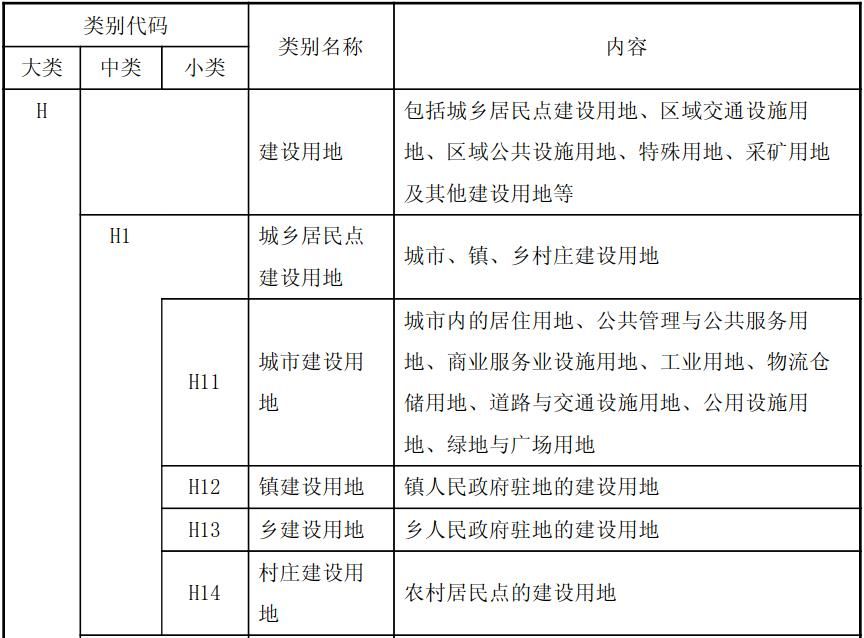 类别代码
类别名称
内容
大类
中类
小类
H
建设用地
包括城乡居民点建设用地、区域交通设施用
地、区域公共设施用地、特殊用地、采矿用地
及其他建设用地等
H1
城乡居民点
建设用地
城市、镇、乡村庄建设用地
H11
城市建设用
地
城市内的居住用地、公共管理与公共服务用
地、商业服务业设施用地、工业用地、物流仓
储用地、道路与交通设施用地、公用设施用
地、绿地与广场用地
H12
镇建设用地
镇人民政府驻地的建设用地
H13
乡建设用地
乡人民政府驻地的建设用地
H14
村庄建设用
地
农村居民点的建设用地